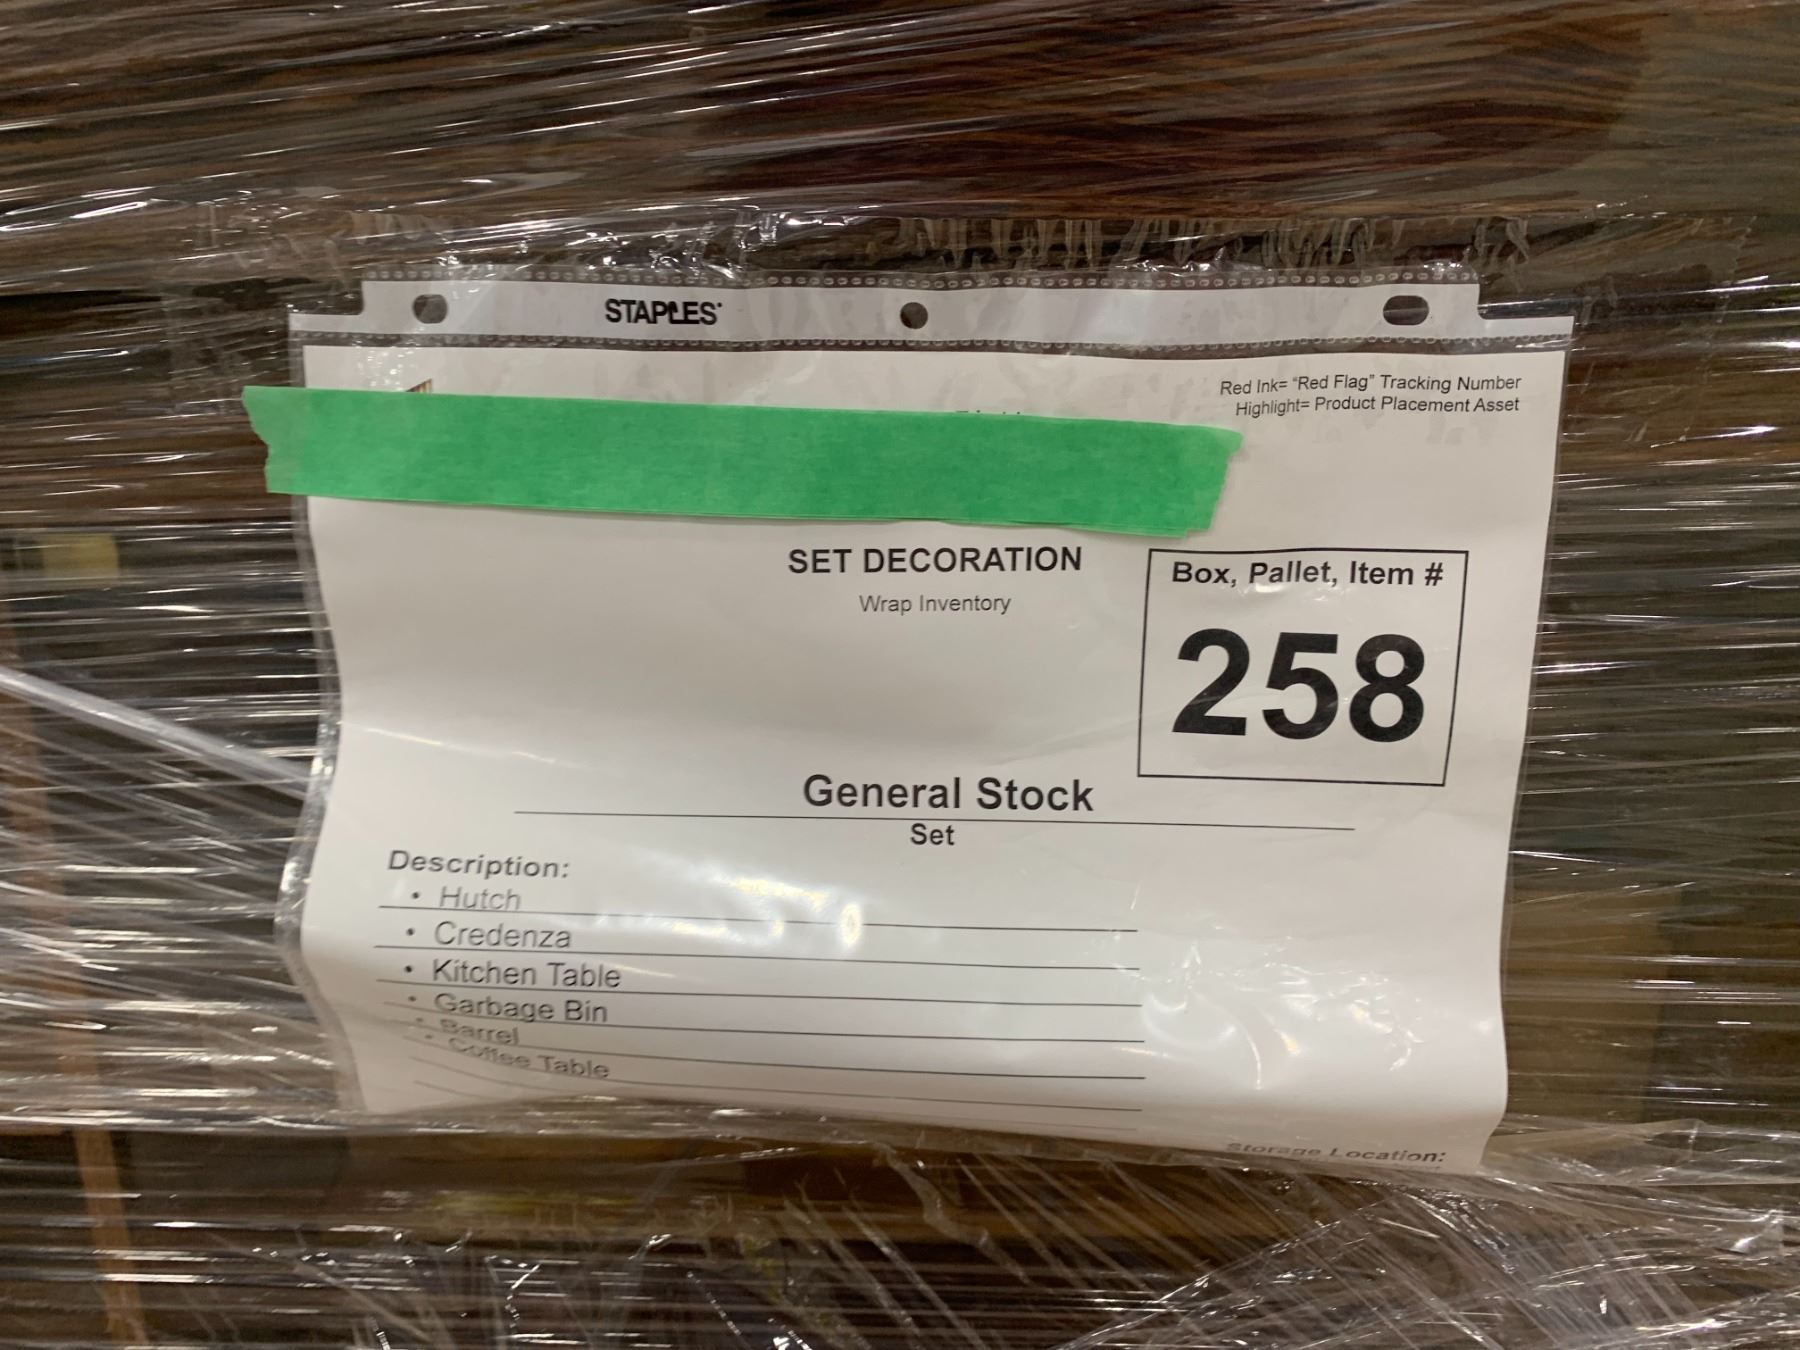 STAPLES
Red Ink= "Red Flag" Tracking Number
Highlight= Product Placement Asset
SET DECORATION
Wrap Inventory
Box, Pallet, Item #
258
General Stock
Set
Description:
• Hutch
• Credenza
• Kitchen Table
• Garbage Bin
• Barrel
• Coffee Table
Storage Location: